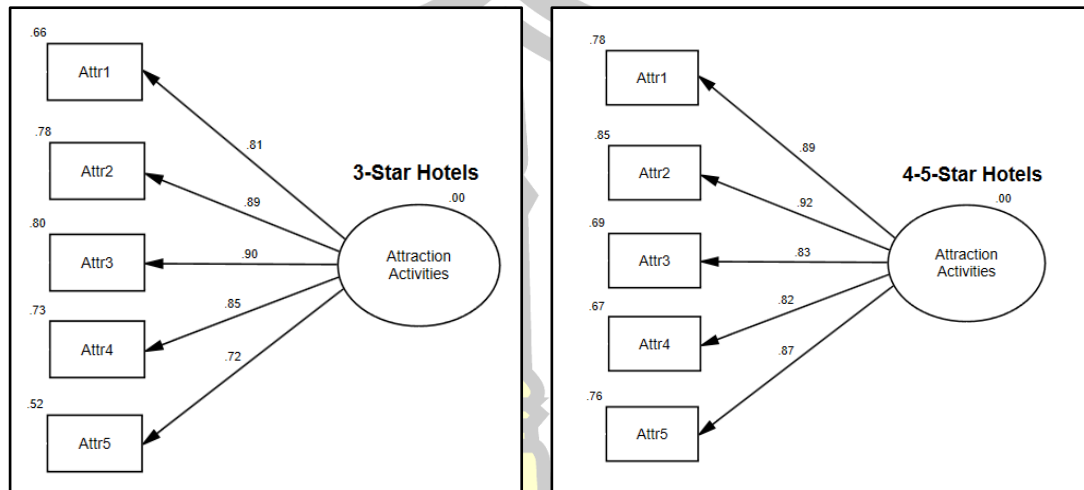 .66
Attr1
.81
.78
Attr2
3-Star Hotels
.00
.89
.80
Attr3
.90
Attraction
Activities
.73
.85
Attr4
.72
.52
Attr5
.78
Attr1
.89
.85
Attr2
4-5-Star Hotels
.00
.92
.69
Attr3
.83
Attraction
Activities
.67
.82
Attr4
.87
.76
Attr5